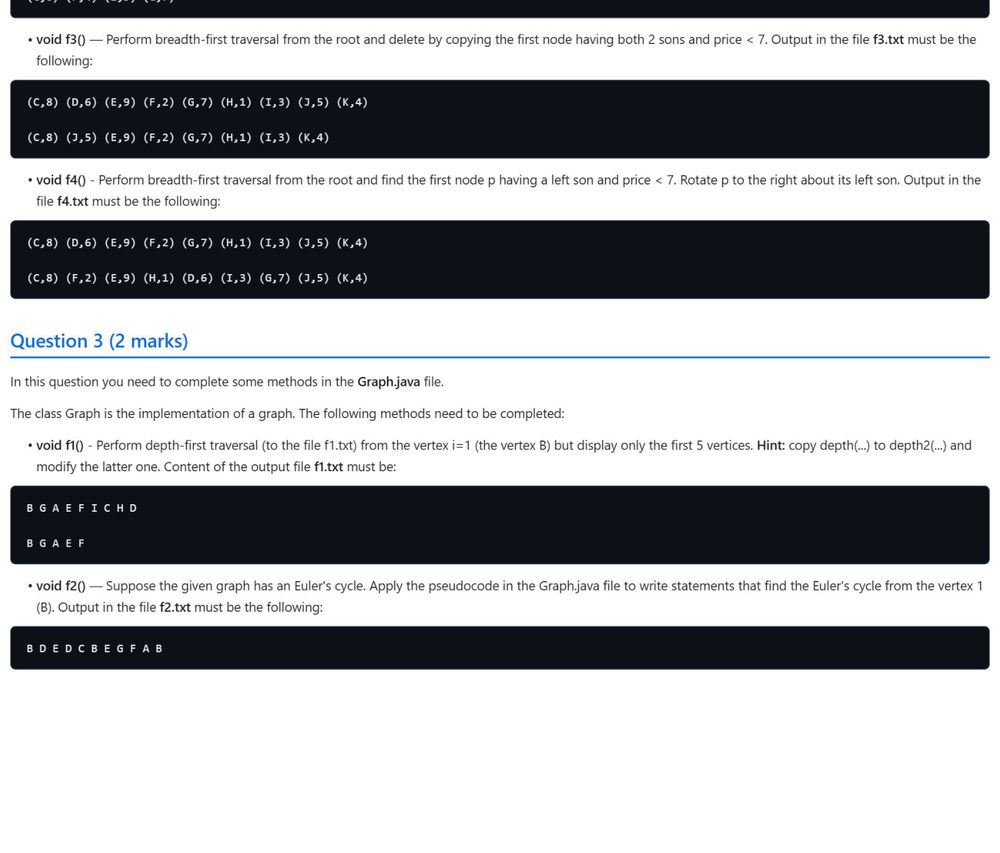 • void f3() — Perform breadth-first traversal from the root and delete by copying the first node having both 2 sons and price < 7. Output in the file f3.txt must be the
following:
(C,8) (D,6) (E,9) (F,2) (G,7) (H,1) (I,3) (J,5) (K,4)
(C,8) (J,5) (E,9) (F,2) (G,7) (H,1) (I,3) (K,4)
• void f4() - Perform breadth-first traversal from the root and find the first node p having a left son and price < 7. Rotate p to the right about its left son. Output in the
file f4.txt must be the following:
(C,8) (D,6) (E,9) (F,2) (G,7) (H,1) (I,3) (J,5) (K,4)
(C,8) (F,2) (E,9) (H,1) (D,6) (I,3) (G,7) (J,5) (K,4)
Question 3 (2 marks)
In this question you need to complete some methods in the Graph.java file.
The class Graph is the implementation of a graph. The following methods need to be completed:
• void f1() - Perform depth-first traversal (to the file f1.txt) from the vertex i=1 (the vertex B) but display only the first 5 vertices. Hint: copy depth(...) to depth2(...) and
modify the latter one. Content of the output file f1.txt must be:
B G A E F I C H D
B G A E F
• void f2() — Suppose the given graph has an Euler's cycle. Apply the pseudocode in the Graph.java file to write statements that find the Euler's cycle from the vertex 1
(B). Output in the file f2.txt must be the following:
B D E D C B E G F A B